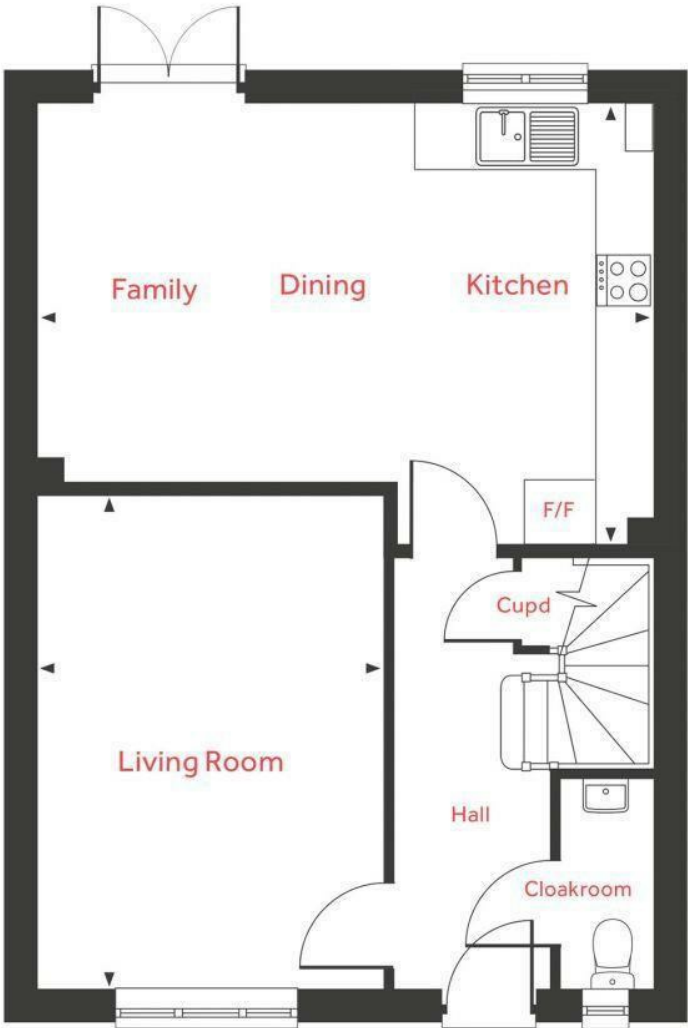 Family
Dining
Kitchen
F/F
Cupd
Living Room
Hall
Cloakroom